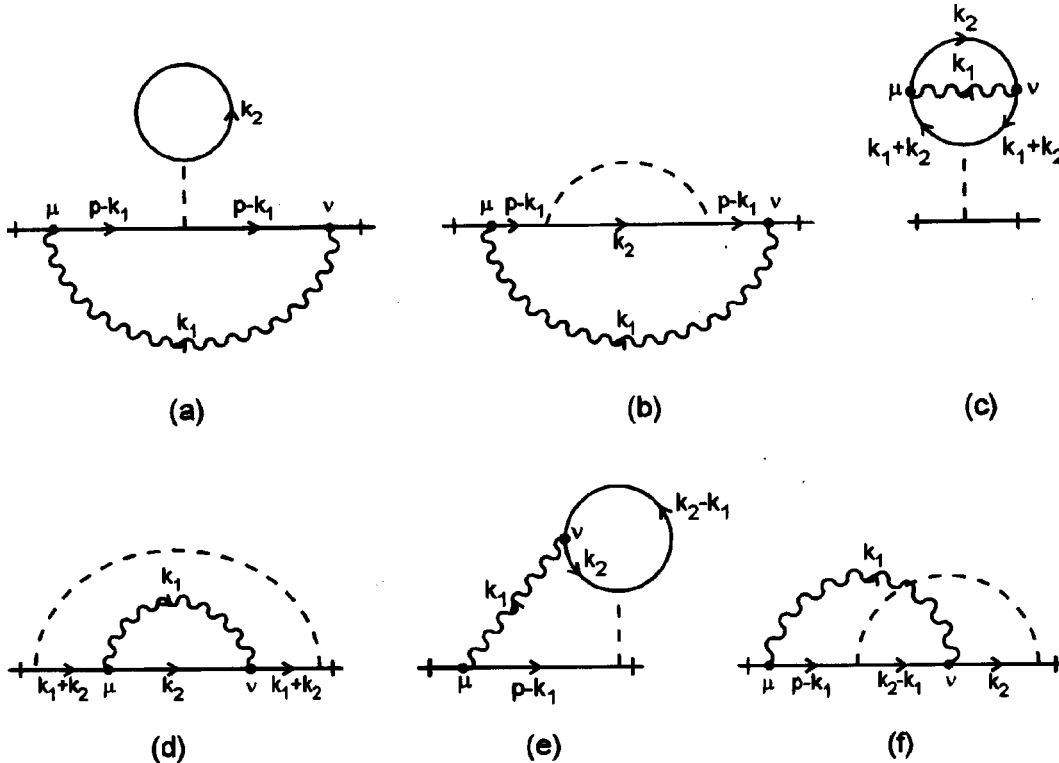 k₂
μ p-k₁ p-k₁ ν
k₁
(a)
μ p-k₁ p-k₁ ν
k₂
k₁
(b)
k₂
k₁
μ ν
k₁+k₂ k₁+k₂
(c)
k₁
k₁+k₂ μ k₂ ν k₁+k₂
(d)
k₂-k₁
ν
k₂
k₁
μ p-k₁
(e)
k₁
μ p-k₁ k₂-k₁ ν k₂
(f)